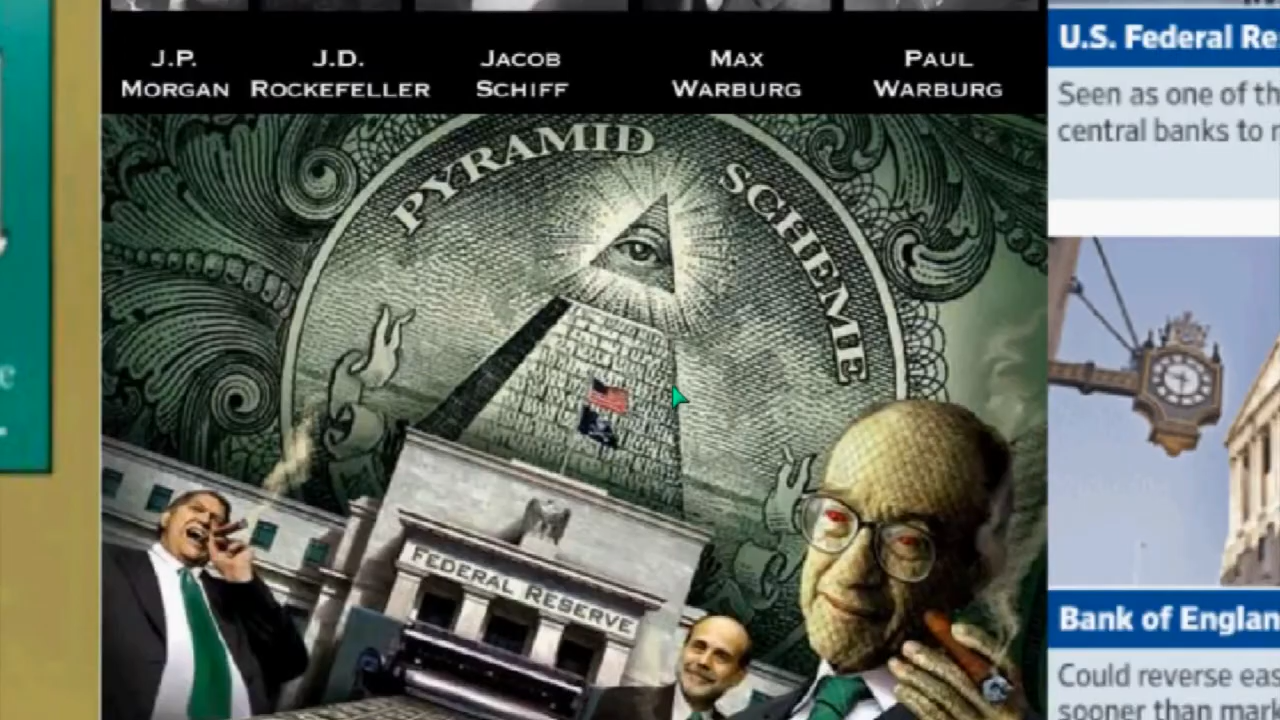 J.P.
MORGAN
J.D.
ROCKEFELLER
JACOB
SCHIFF
MAX
WARBURG
PAUL
WARBURG
PYRAMID SCHEME
FEDERAL RESERVE
U.S. Federal Re
Seen as one of th
central banks to
Bank of Englan
Could reverse eas
sooner than mark